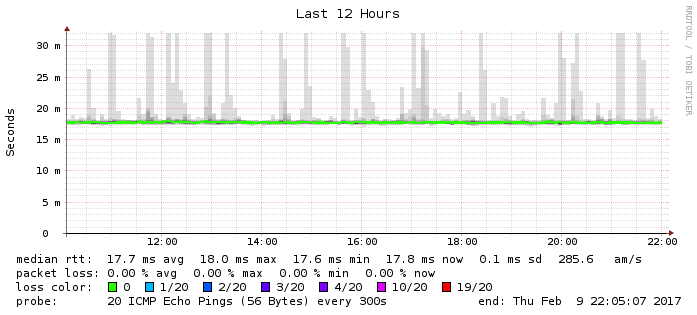 Last 12 Hours
RRDTOOL / TOBI OETIKER
Seconds
30 m
25 m
20 m
15 m
10 m
5 m
0
12:00 14:00 16:00 18:00 20:00 22:00
median rtt: 17.7 ms avg 18.0 ms max 17.6 ms min 17.8 ms now 0.1 ms sd 285.6 am/s
packet loss: 0.00 % avg 0.00 % max 0.00 % min 0.00 % now
loss color: 0 1/20 2/20 3/20 4/20 10/20 19/20
probe: 20 ICMP Echo Pings (56 Bytes) every 300s end: Thu Feb 9 22:05:07 2017